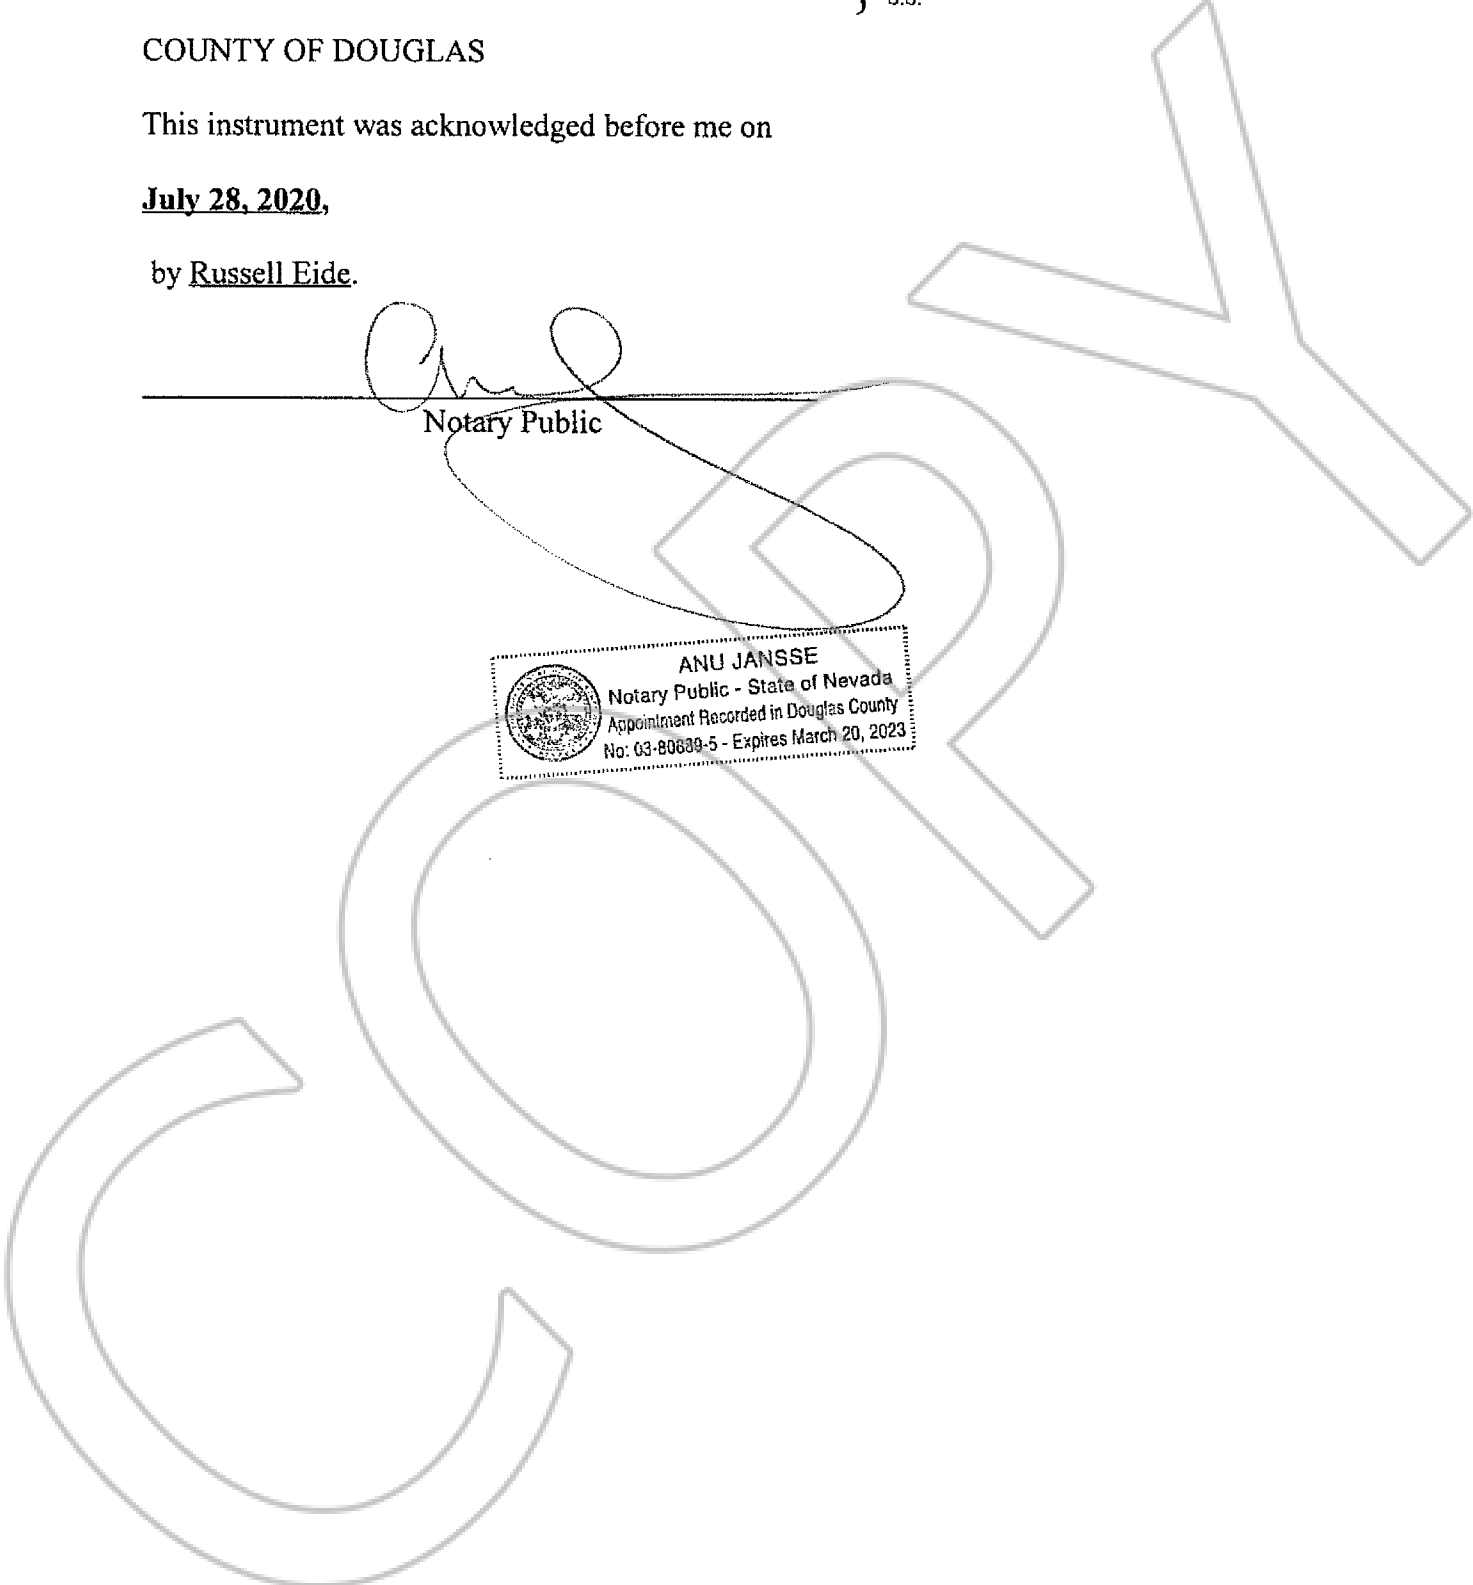 } s.s.
COUNTY OF DOUGLAS
This instrument was acknowledged before me on
July 28, 2020,
by Russell Eide.
Notary Public
ANU JANSSE
Notary Public - State of Nevada
Appointment Recorded in Douglas County
No: 03-80889-5 - Expires March 20, 2023
COPY